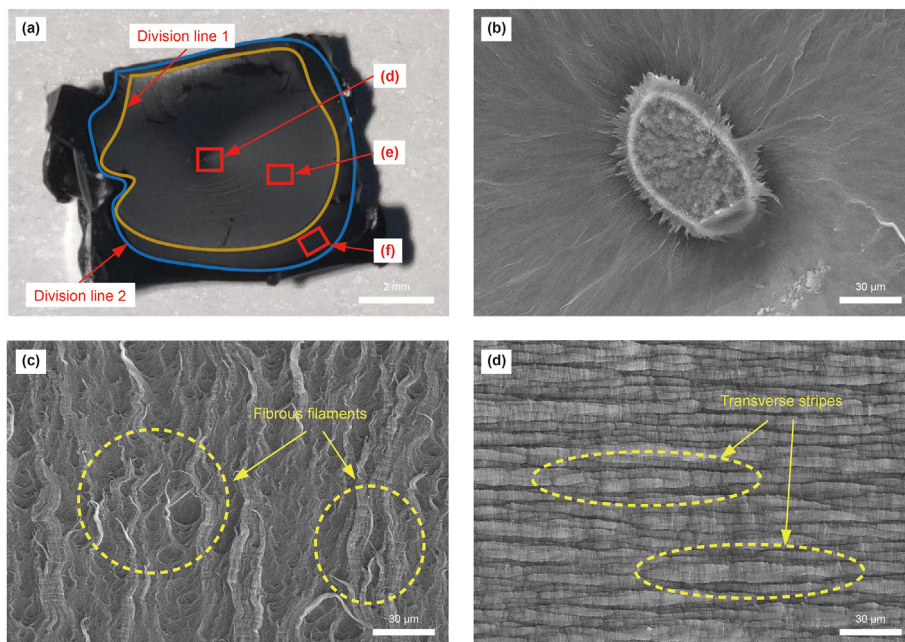 (a)
Division line 1
(d)
(e)
(f)
Division line 2
2 mm
(b)
30 µm
(c)
Fibrous filaments
30 µm
(d)
Transverse stripes
30 µm